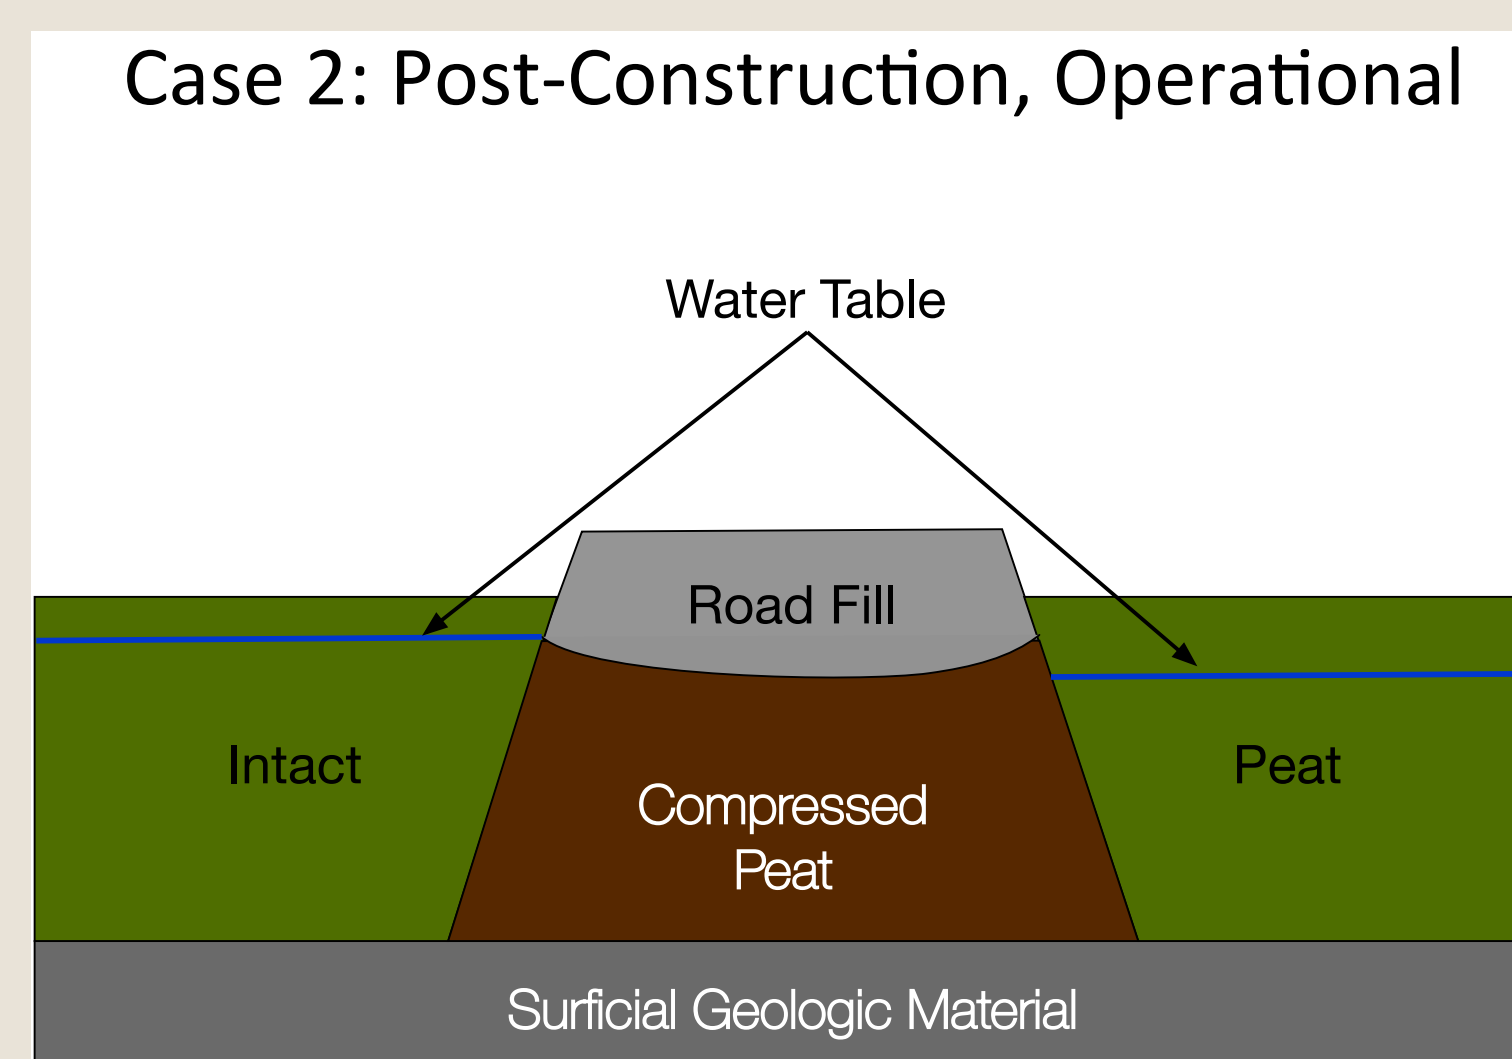 Case 2: Post-Construction, Operational
Water Table
Road Fill
Intact
Peat
Compressed
Peat
Surficial Geologic Material